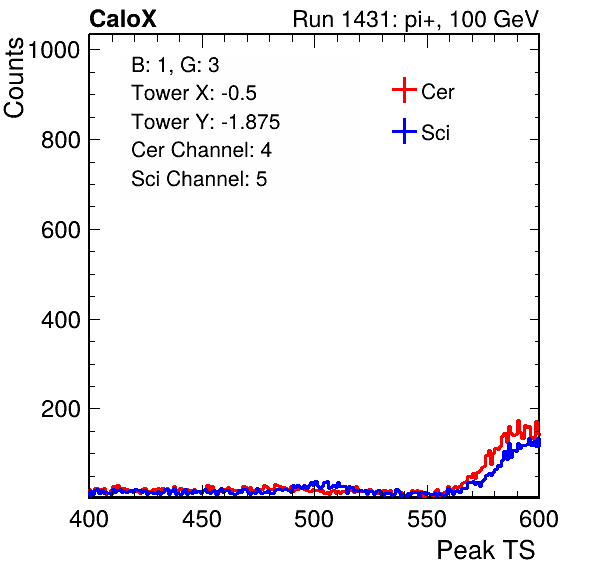 CaloX Run 1431: pi+, 100 GeV
Counts
1000
800
600
400
200
B: 1, G: 3
Tower X: -0.5
Tower Y: -1.875
Cer Channel: 4
Sci Channel: 5
Cer
Sci
400 450 500 550 600
Peak TS